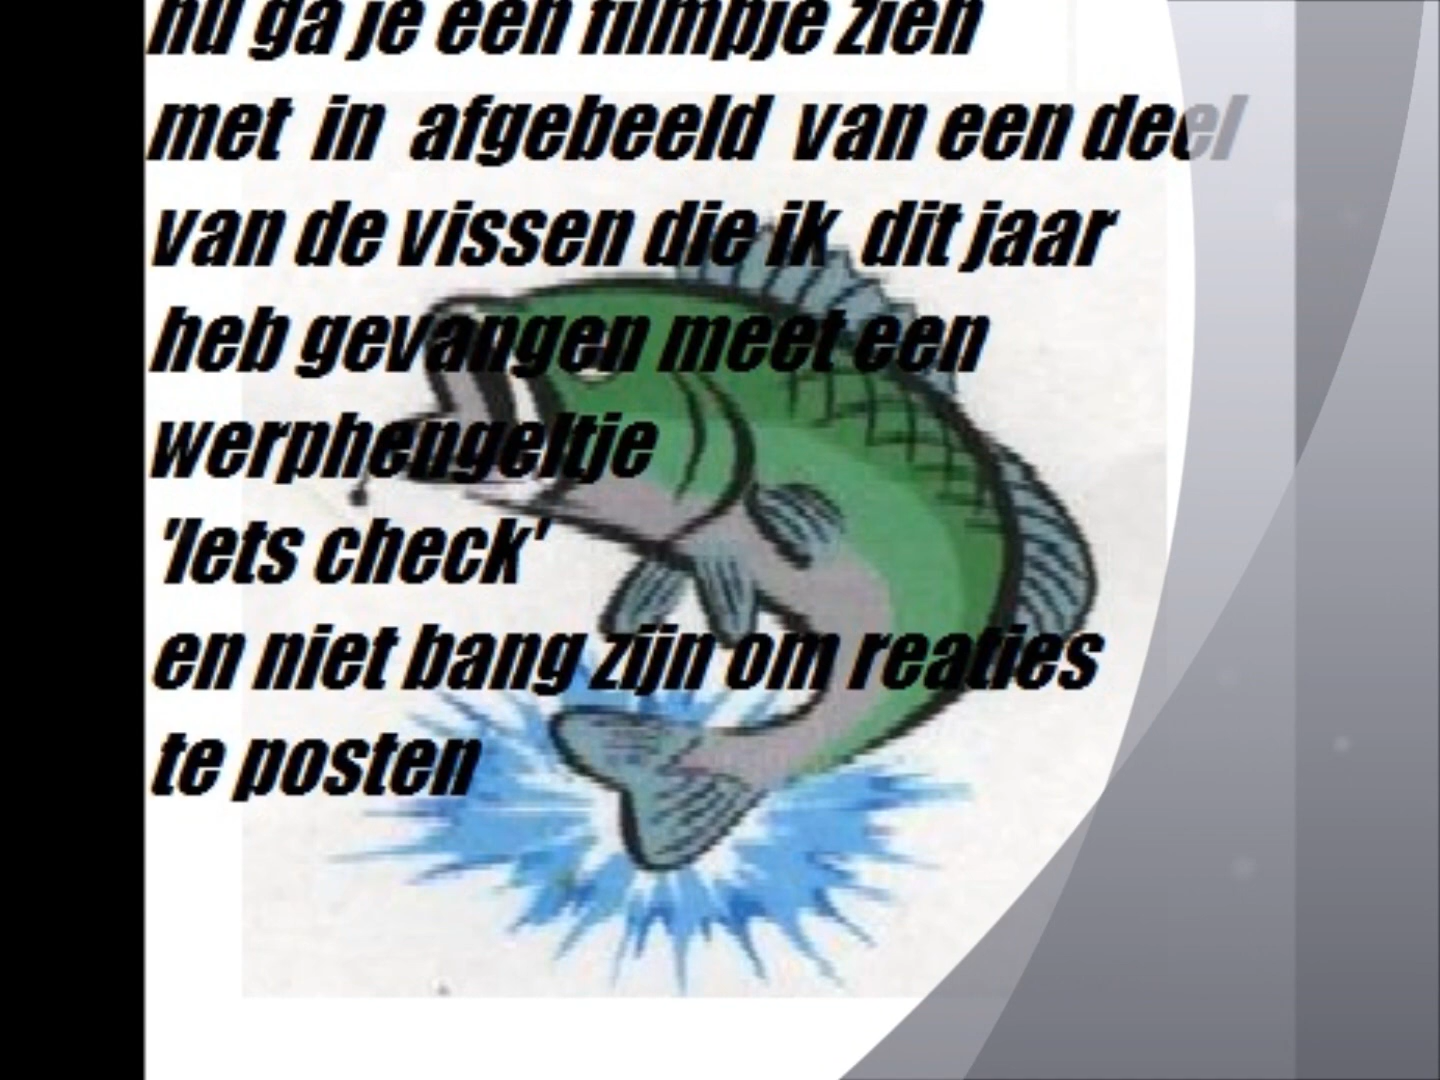 nu ga je een filmpje zien
met in afgebeeld van een deel
van de vissen die ik dit jaar
heb gevangen meet een
werphengeltje
'lets check'
en niet bang zijn om reaties
te posten